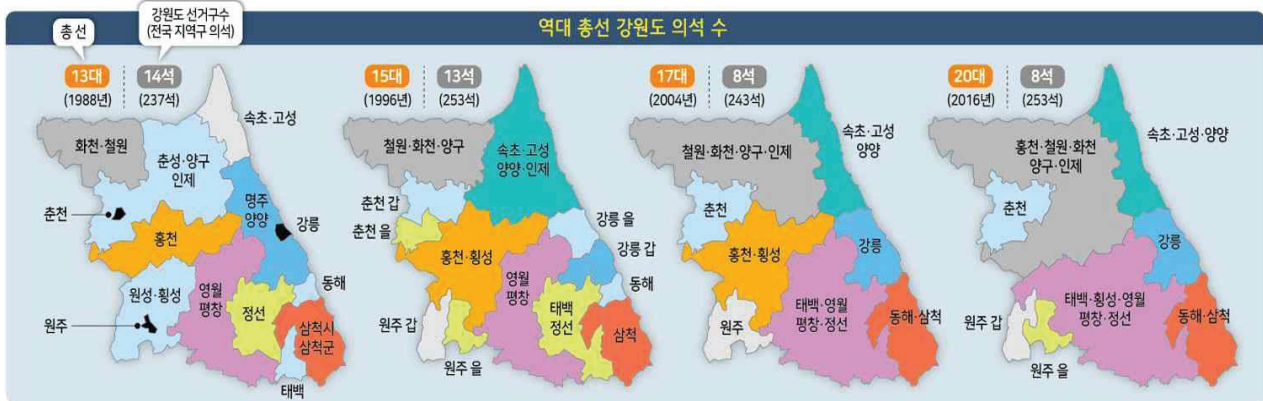 역대 총선 강원도 의석 수
총선
강원도 선거구수
(전국 지역구 의석)
13대
(1988년)
14석
(237석)
속초·고성
화천·철원
춘성·양구
인제
명주
양양
춘천
강릉
홍천
동해
원성·횡성
영월
평창
정선
원주
삼척시
삼척군
태백
15대
(1996년)
13석
(253석)
철원·화천·양구
속초·고성
양양·인제
춘천 갑
춘천 을
강릉 을
강릉 갑
홍천·횡성
동해
영월
평창
태백
정선
삼척
원주 갑
원주 을
17대
(2004년)
8석
(243석)
속초·고성
양양
철원·화천·양구·인제
춘천
강릉
홍천·횡성
태백·영월
평창·정선
원주
동해·삼척
20대
(2016년)
8석
(253석)
속초·고성·양양
홍천·철원·화천
양구·인제
춘천
강릉
태백·횡성·영월
평창·정선
동해·삼척
원주 갑
원주 을